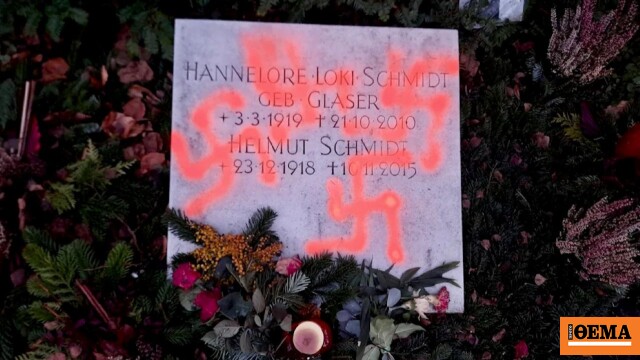 HANNELORE·LOKI·SCHMIDT
GEB·GLASER
+3·3·1919 ✝21·10·2010
HELMUT SCHMIDT
+23·12·1918 ✝10·11·2015
ΘΕΜΑ